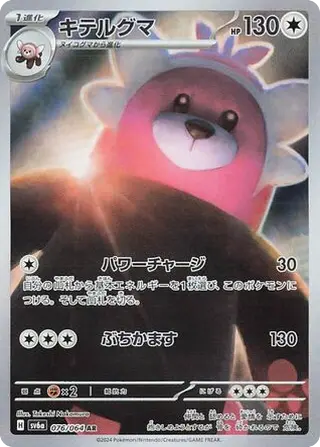 1進化
キテルグマ
HP 130
ヌイコグマから進化
パワーチャージ 30
自分の山札から基本エネルギーを1枚選び、このポケモンに
つける。そして山札を切る。
ぶちかます 130
弱点 ×2 抵抗力 にげる
Illus. Takeshi Nakamura
H sv6a 076/064 AR
©2024 Pokémon/Nintendo/Creatures/GAME FREAK.